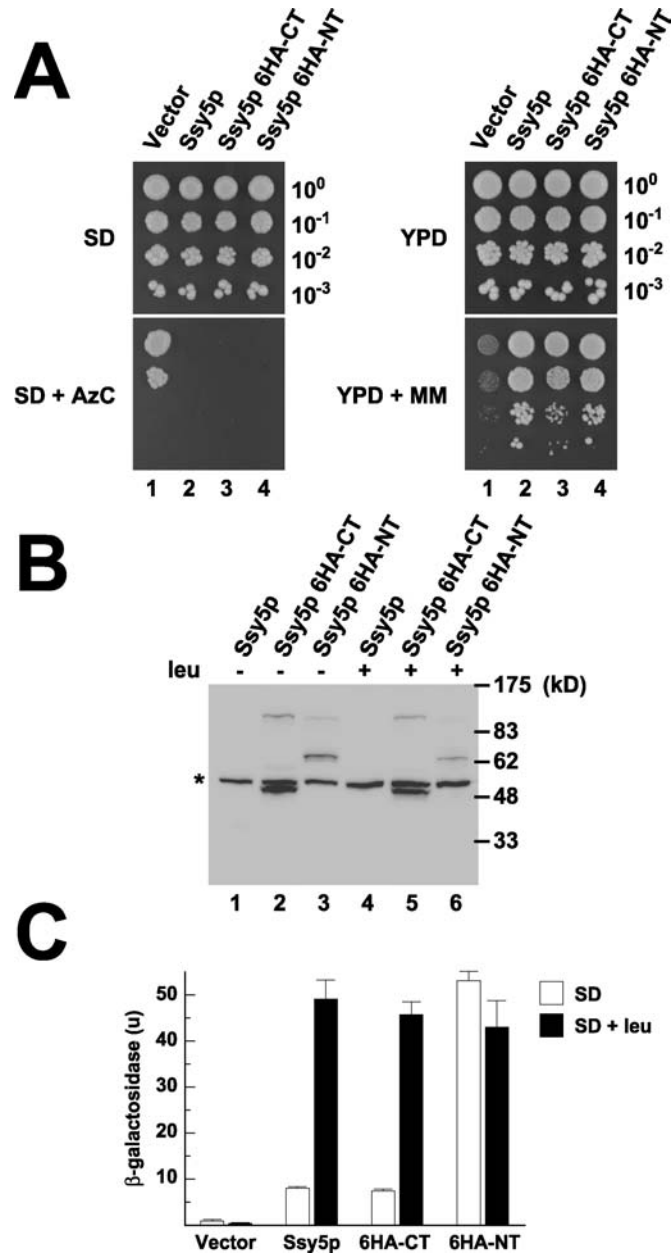 A
Vector
Ssy5p
Ssy5p 6HA-CT
Ssy5p 6HA-NT
SD
10⁰
10⁻¹
10⁻²
10⁻³
SD + AzC
1 2 3 4
Vector
Ssy5p
Ssy5p 6HA-CT
Ssy5p 6HA-NT
YPD
10⁰
10⁻¹
10⁻²
10⁻³
YPD + MM
1 2 3 4
B
Ssy5p
Ssy5p 6HA-CT
Ssy5p 6HA-NT
Ssy5p
Ssy5p 6HA-CT
Ssy5p 6HA-NT
leu - - - + + +
175 (kD)
83
62
*
48
33
1 2 3 4 5 6
C
β-galactosidase (u)
50
40
30
20
10
SD
SD + leu
Vector Ssy5p 6HA-CT 6HA-NT